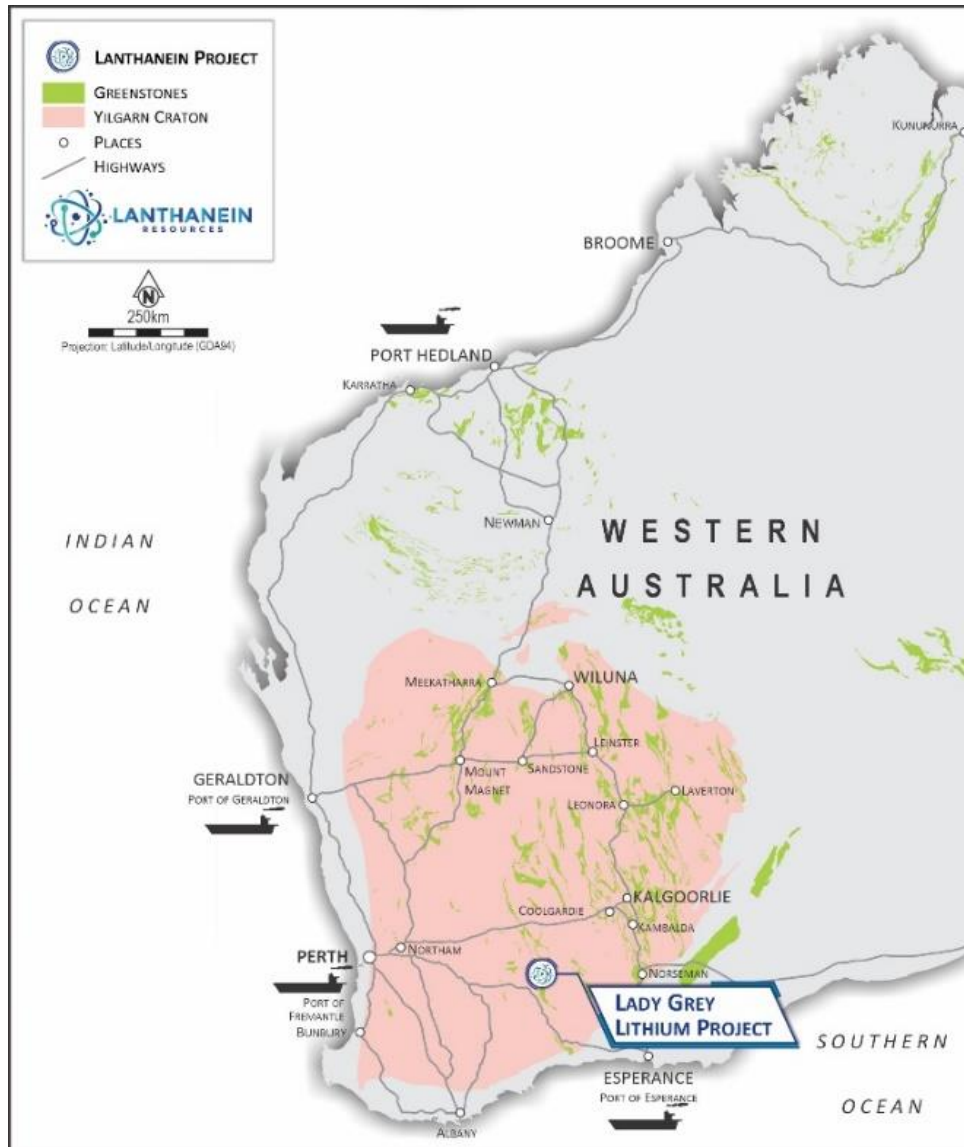 LANTHANEIN PROJECT
GREENSTONES
YILGARN CRATON
PLACES
HIGHWAYS
LANTHANEIN
RESOURCES
N
250km
Projection: Latitude/Longitude (GDA94)
KUNUNURRA
BROOME
PORT HEDLAND
KARRATHA
NEWMAN
WESTERN
AUSTRALIA
INDIAN
OCEAN
MEEKATHARRA
WILUNA
LEINSTER
SANDSTONE
MOUNT
MAGNET
GERALDTON
PORT OF GERALDTON
LEONORA
LAVERTON
KALGOORLIE
COOLGARDIE
KAMBALDA
NORTHAM
PERTH
NORSEMAN
PORT OF
FREMANTLE
BUNBURY
LADY GREY
LITHIUM PROJECT
SOUTHERN
OCEAN
ESPERANCE
PORT OF ESPERANCE
ALBANY